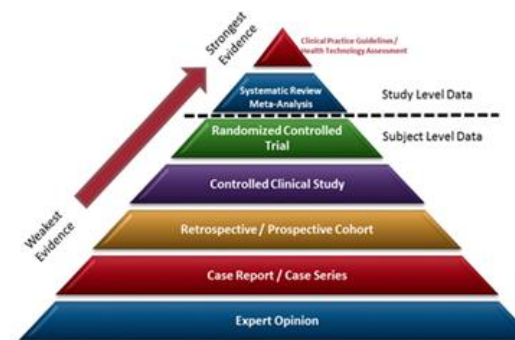 Strongest
Evidence
Clinical Practice Guidelines/
Health Technology Assessment
Systematic Review
Meta-Analysis
Study Level Data
Randomized Controlled
Trial
Subject Level Data
Controlled Clinical Study
Weakest
Evidence
Retrospective / Prospective Cohort
Case Report / Case Series
Expert Opinion